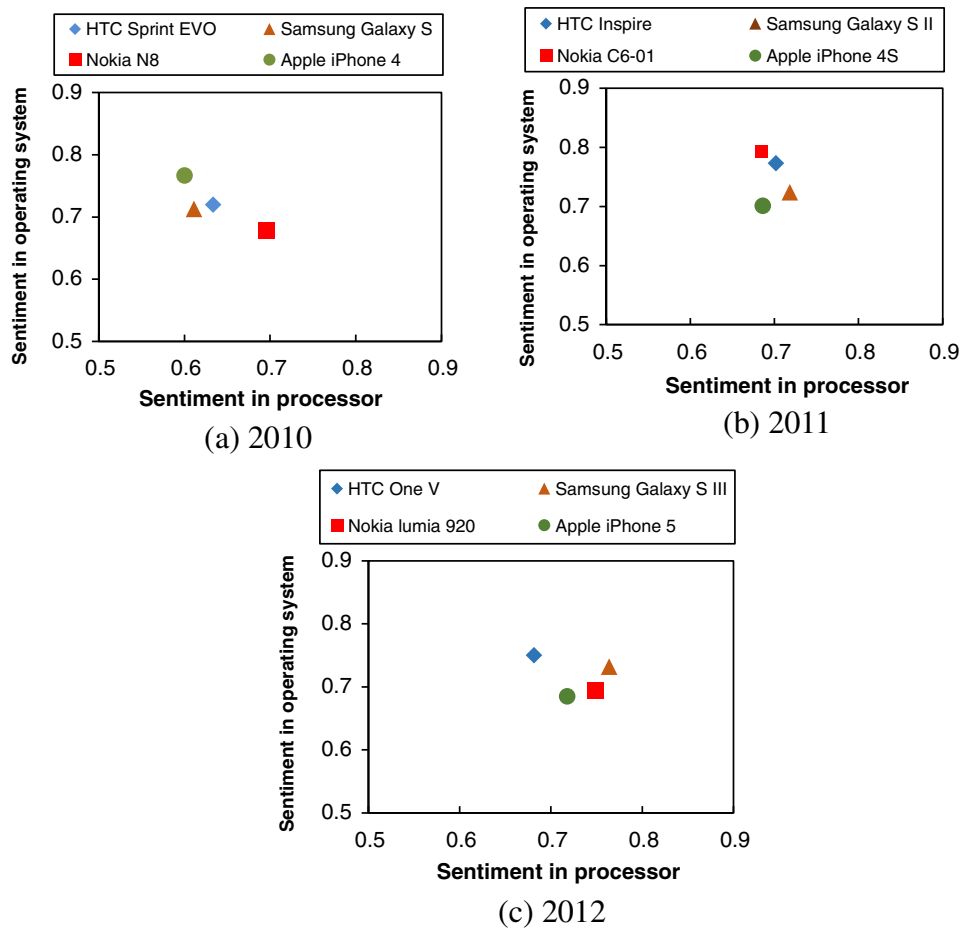 HTC Sprint EVO Samsung Galaxy S
Nokia N8 Apple iPhone 4
Sentiment in operating system
0.9
0.8
0.7
0.6
0.5
0.5 0.6 0.7 0.8 0.9
Sentiment in processor
(a) 2010
HTC Inspire Samsung Galaxy S II
Nokia C6-01 Apple iPhone 4S
Sentiment in operating system
0.9
0.8
0.7
0.6
0.5
0.5 0.6 0.7 0.8 0.9
Sentiment in processor
(b) 2011
HTC One V Samsung Galaxy S III
Nokia lumia 920 Apple iPhone 5
Sentiment in operating system
0.9
0.8
0.7
0.6
0.5
0.5 0.6 0.7 0.8 0.9
Sentiment in processor
(c) 2012